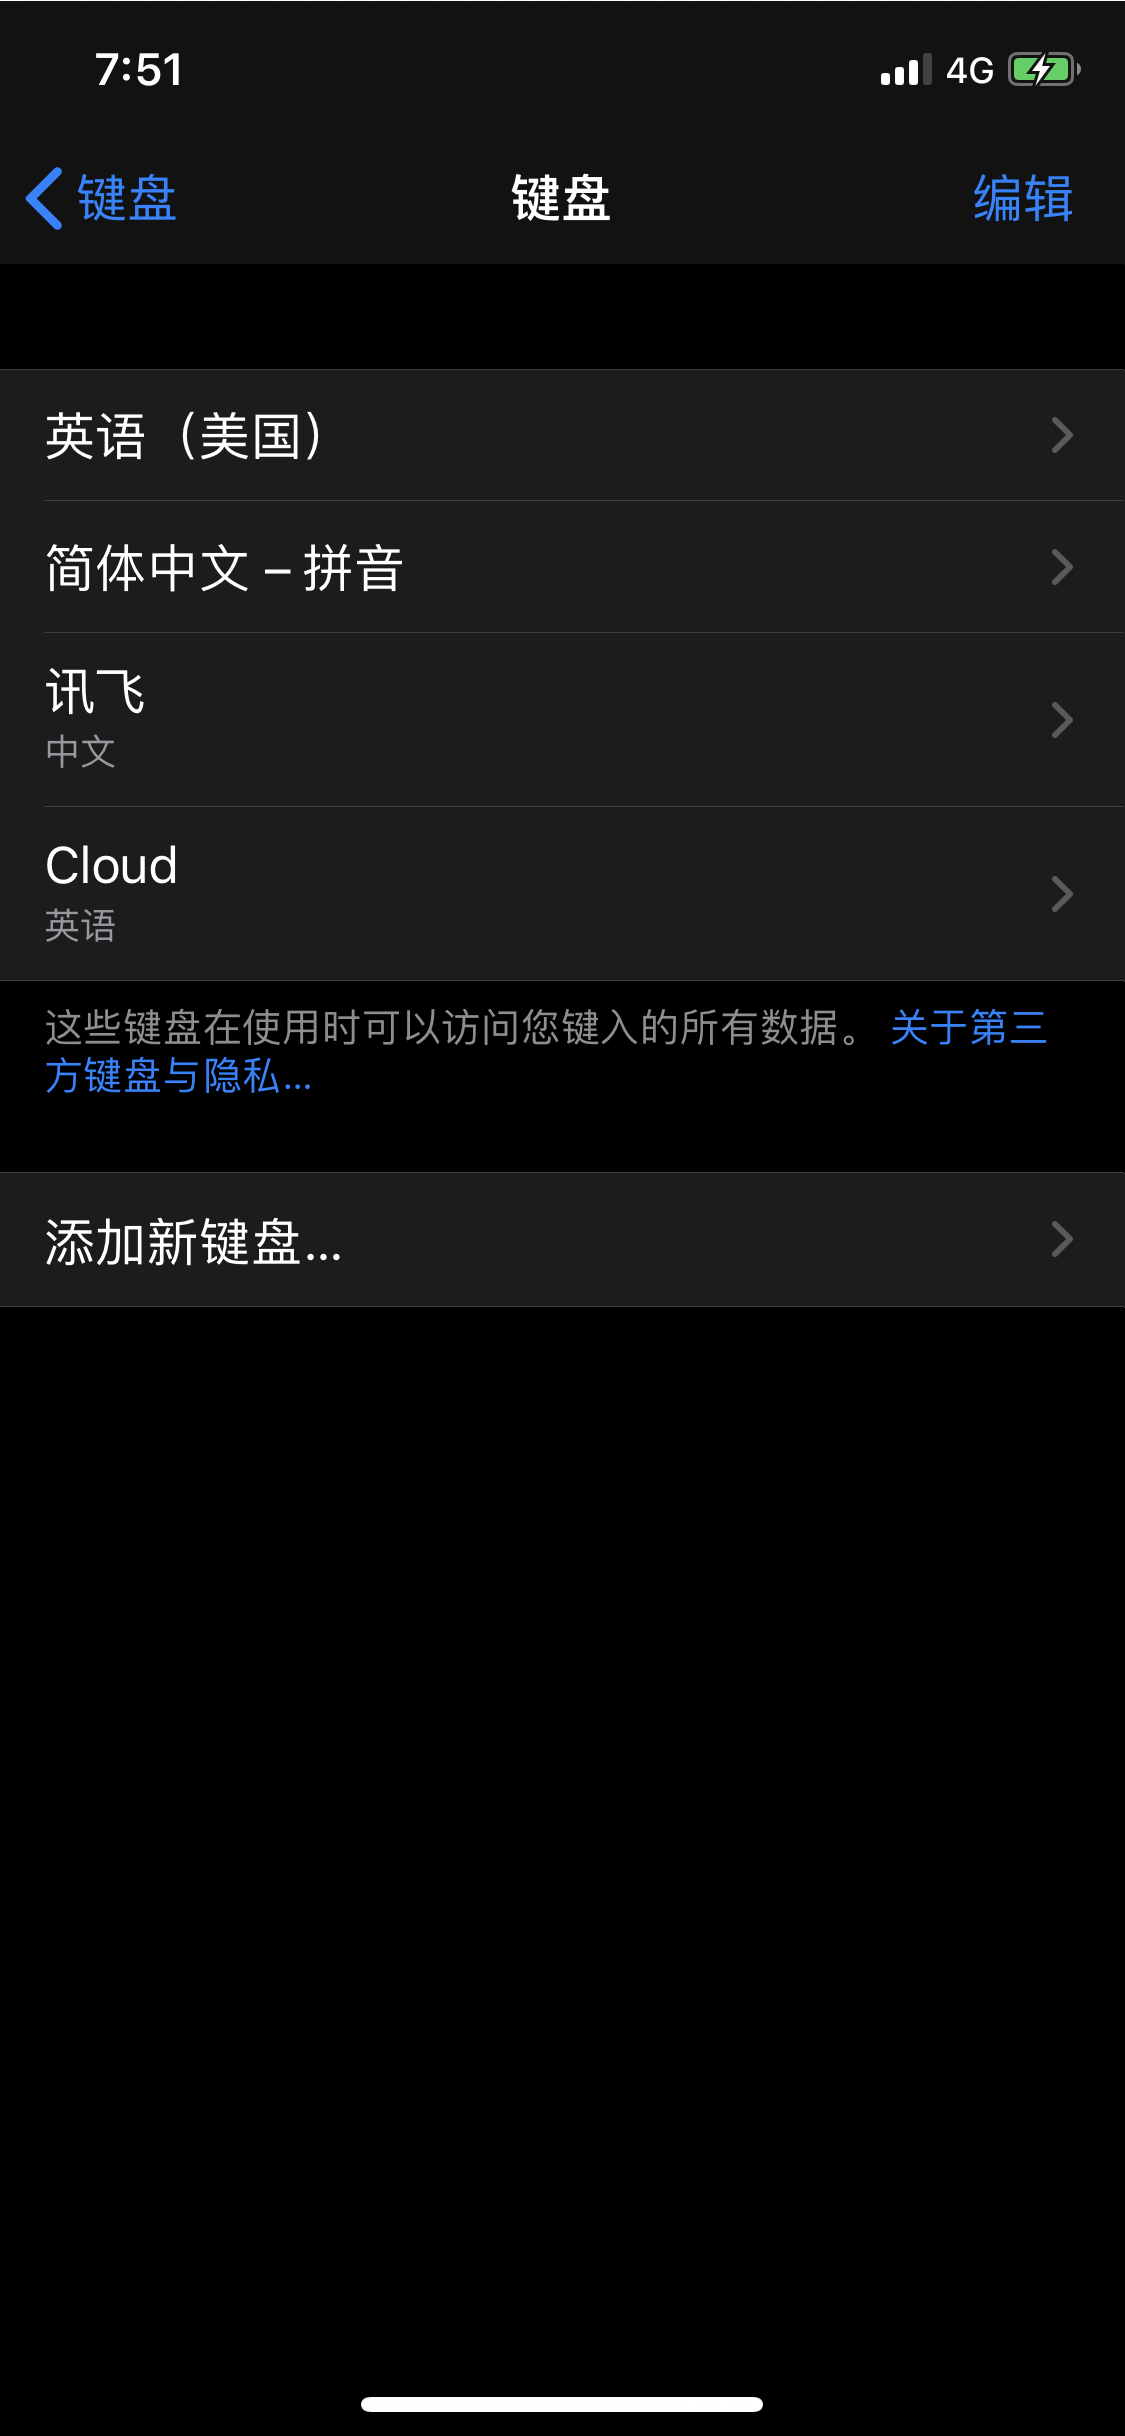 7:51 4G
键盘 键盘 编辑
英语（美国）
简体中文 – 拼音
讯飞
中文
Cloud
英语
这些键盘在使用时可以访问您键入的所有数据。 关于第三
方键盘与隐私...
添加新键盘...